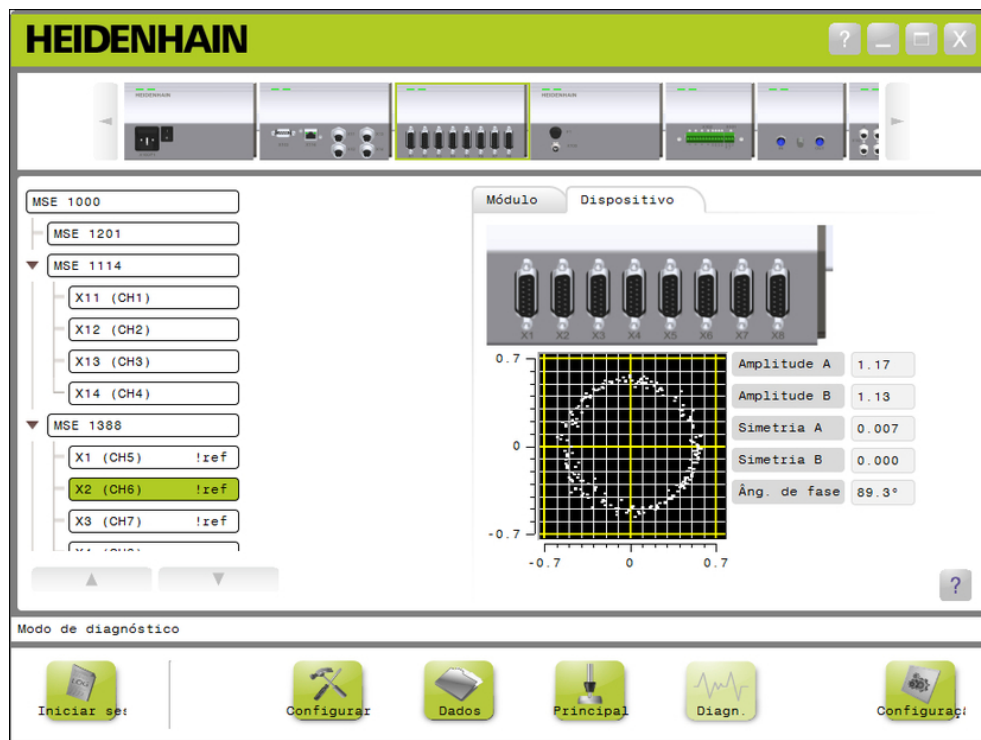 HEIDENHAIN
?
X
HEIDENHAIN
HEIDENHAIN
Módulo
Dispositivo
MSE 1000
MSE 1201
MSE 1114
X11 (CH1)
X12 (CH2)
X13 (CH3)
X14 (CH4)
MSE 1388
X1 (CH5) !ref
X2 (CH6) !ref
X3 (CH7) !ref
X1 X2 X3 X4 X5 X6 X7 X8
0.7
0
-0.7
-0.7 0 0.7
Amplitude A 1.17
Amplitude B 1.13
Simetria A 0.007
Simetria B 0.000
Âng. de fase 89.3°
?
Modo de diagnóstico
LOG
Iniciar ses
Configurar
Dados
Principal
Diagn.
Configuraç